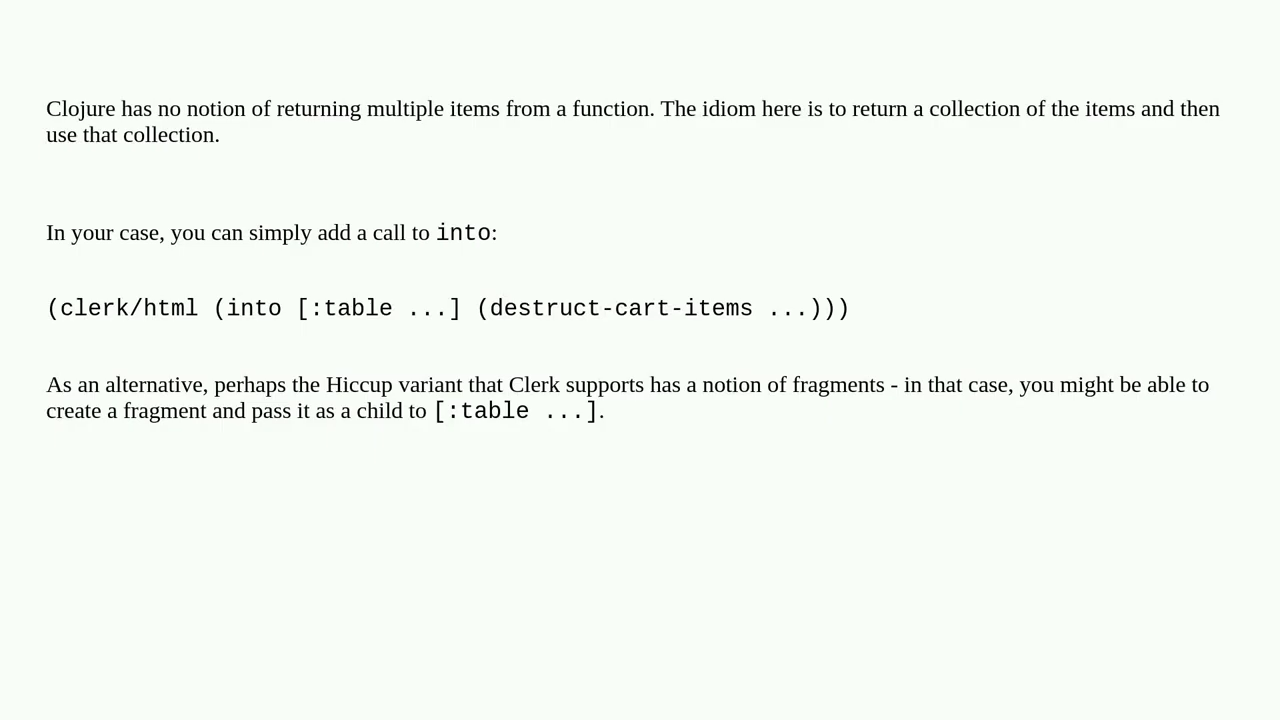 Clojure has no notion of returning multiple items from a function. The idiom here is to return a collection of the items and then
use that collection.
In your case, you can simply add a call to into:
(clerk/html (into [:table ...] (destruct-cart-items ...)))
As an alternative, perhaps the Hiccup variant that Clerk supports has a notion of fragments - in that case, you might be able to
create a fragment and pass it as a child to [:table ...].